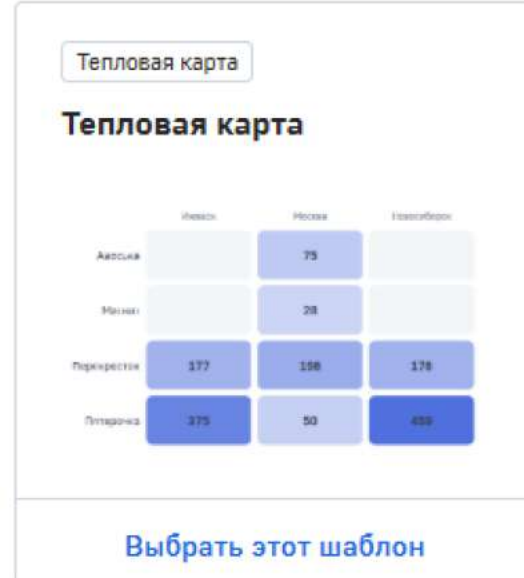 Тепловая карта
Тепловая карта
Ижевск Москва Новосибирск
Авоська 75
Магнит 28
Перекресток 177 198 178
Пятерочка 375 50
Выбрать этот шаблон